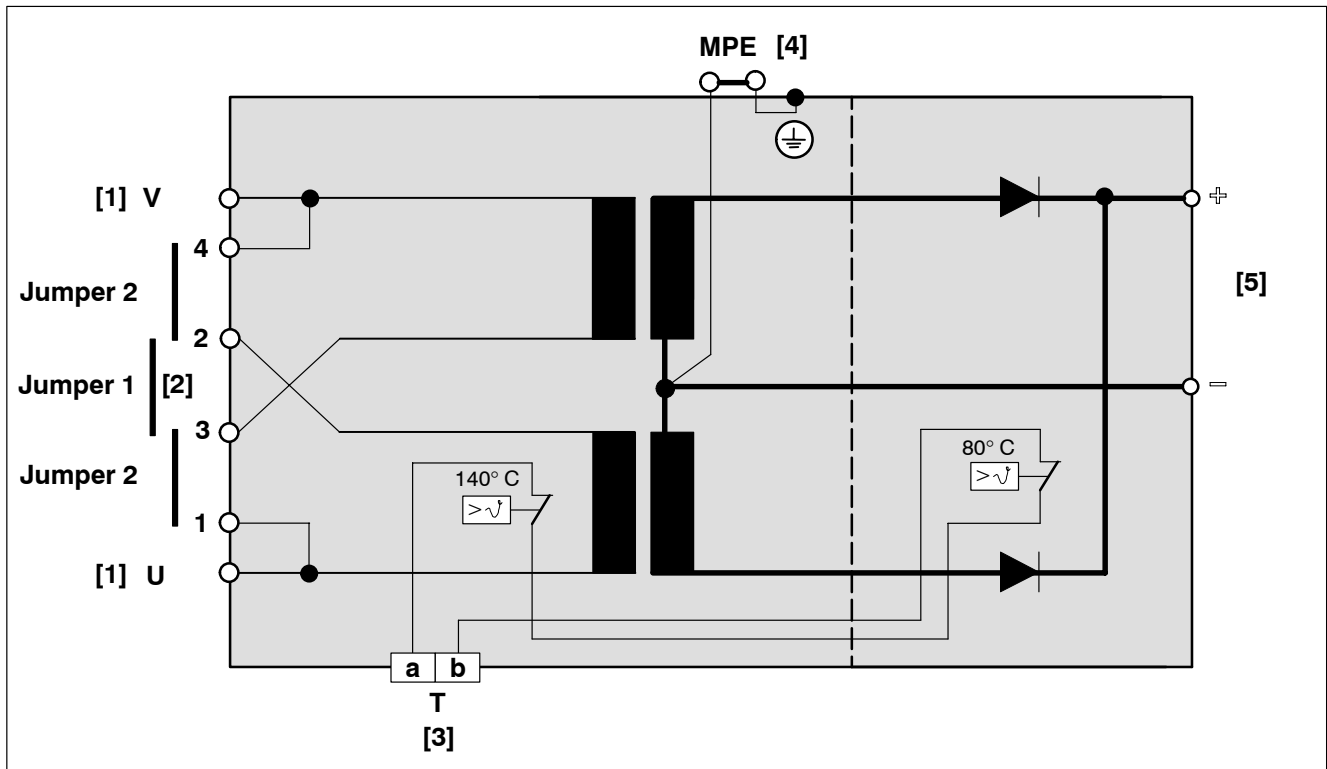 MPE [4]
[1] V
4
Jumper 2
2
Jumper 1 [2]
3
Jumper 2
1
[1] U
+
[5]
−
140° C
>ϑ
80° C
>ϑ
a b
T
[3]